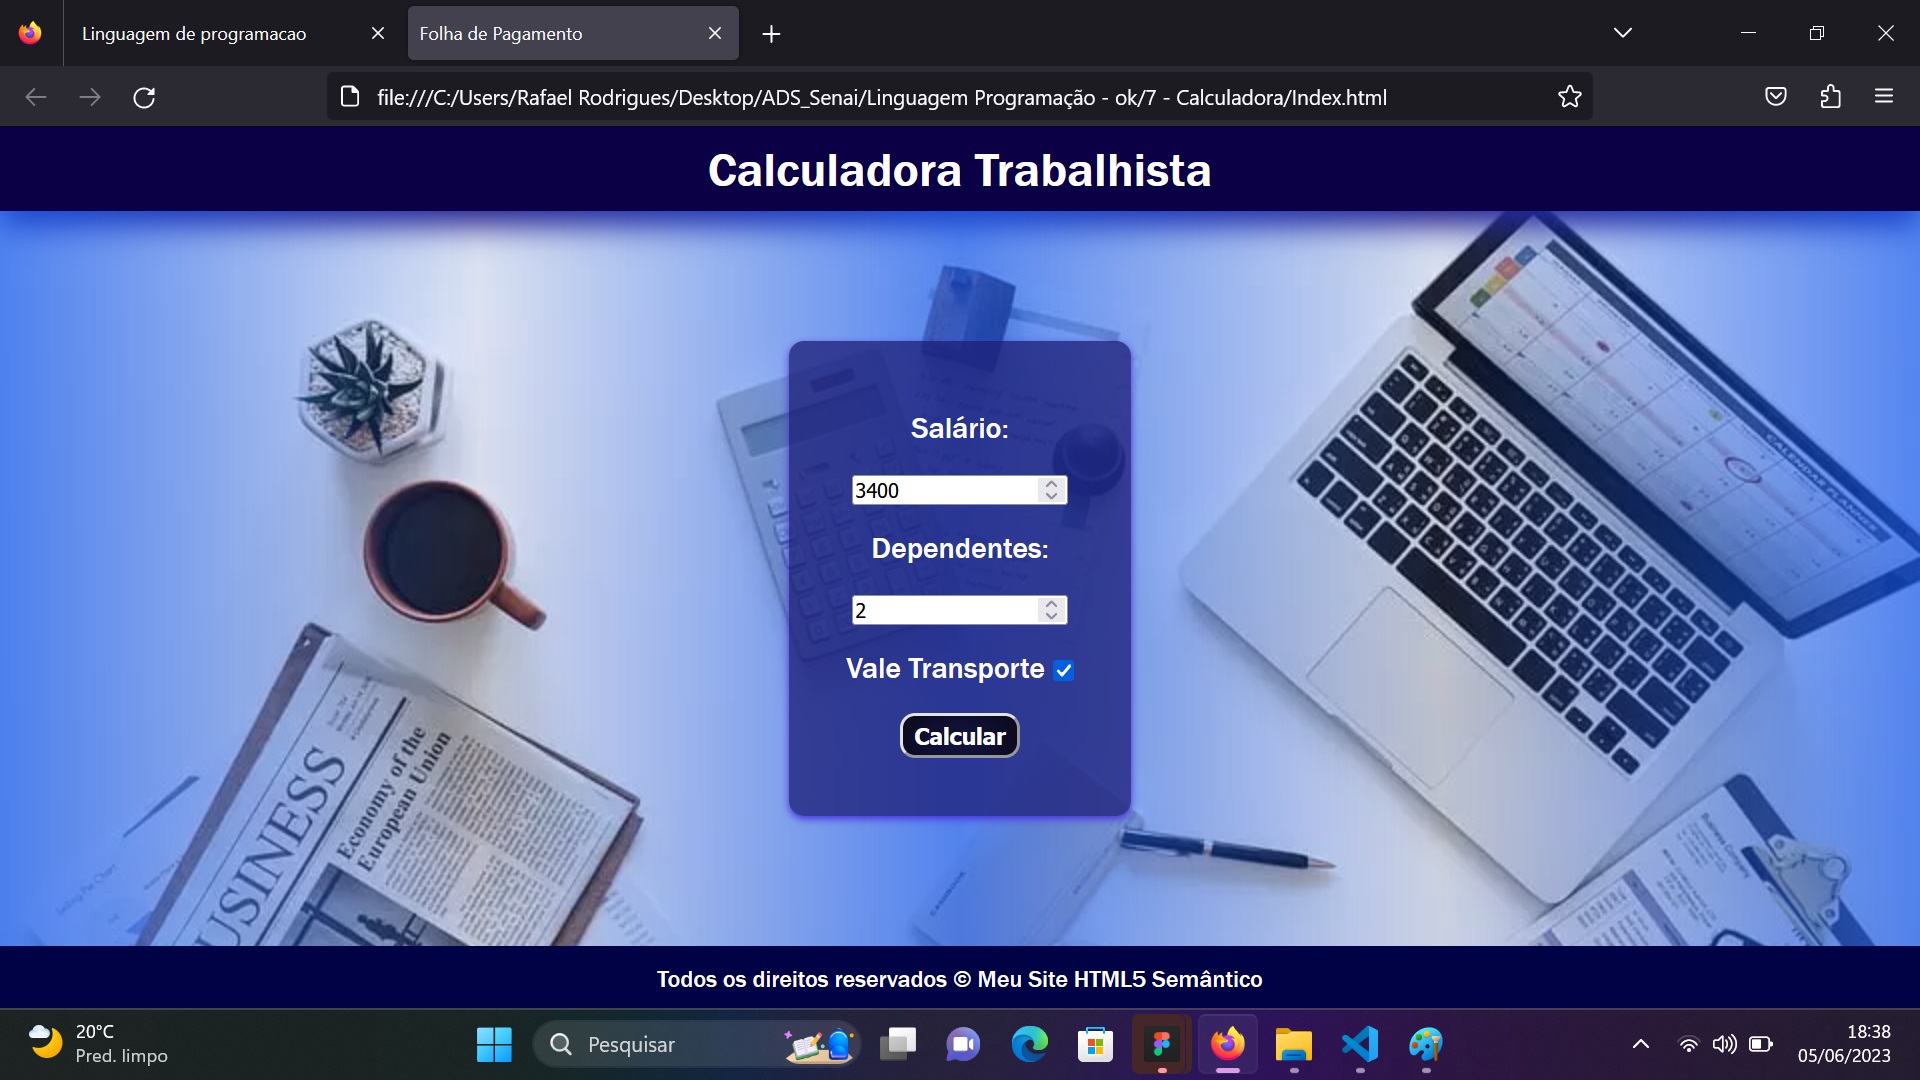 Linguagem de programacao
Folha de Pagamento
file:///C:/Users/Rafael Rodrigues/Desktop/ADS_Senai/Linguagem Programação - ok/7 - Calculadora/Index.html
Calculadora Trabalhista
Salário:
3400
Dependentes:
2
Vale Transporte
Calcular
CALENDAR PLANNER
USINESS
Economy of the
European Union
Todos os direitos reservados © Meu Site HTML5 Semântico
20°C
Pred. limpo
Pesquisar
18:38
05/06/2023